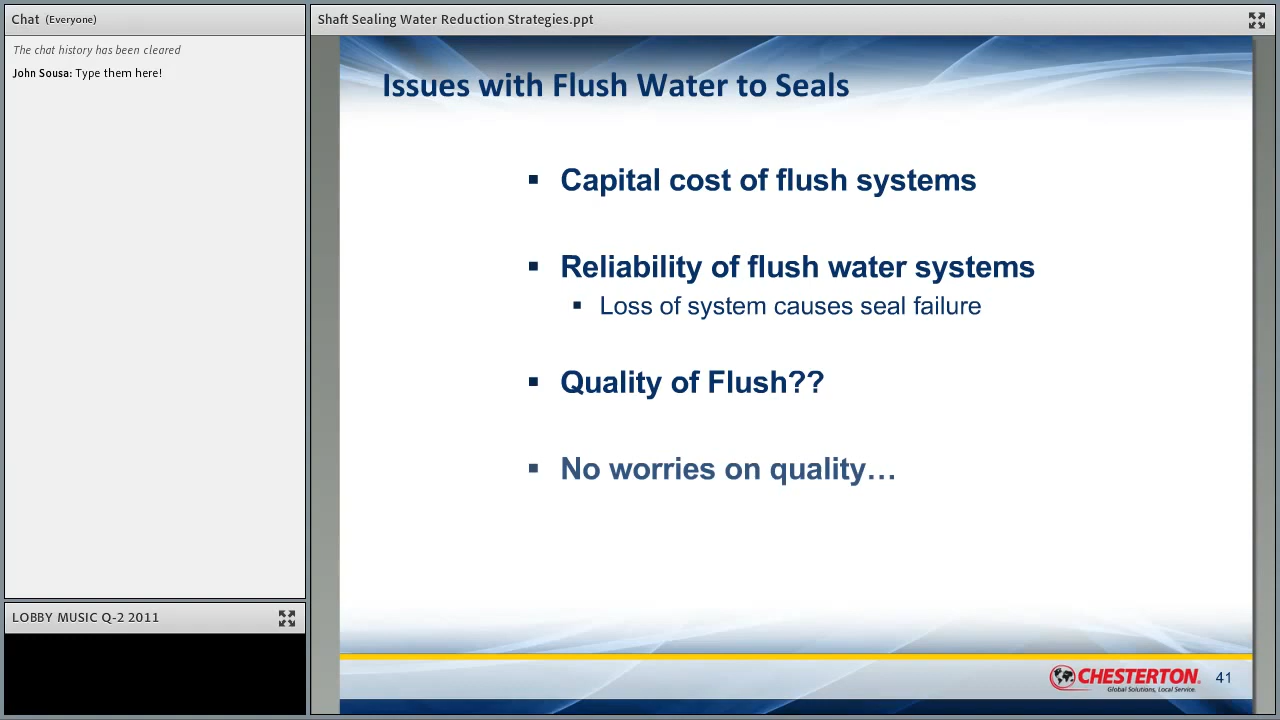 Chat (Everyone)
The chat history has been cleared
John Sousa: Type them here!
LOBBY MUSIC Q-2 2011
Shaft Sealing Water Reduction Strategies.ppt
Issues with Flush Water to Seals
▪ Capital cost of flush systems
▪ Reliability of flush water systems
▪ Loss of system causes seal failure
▪ Quality of Flush??
▪ No worries on quality…
CHESTERTON
Global Solutions, Local Service.
41